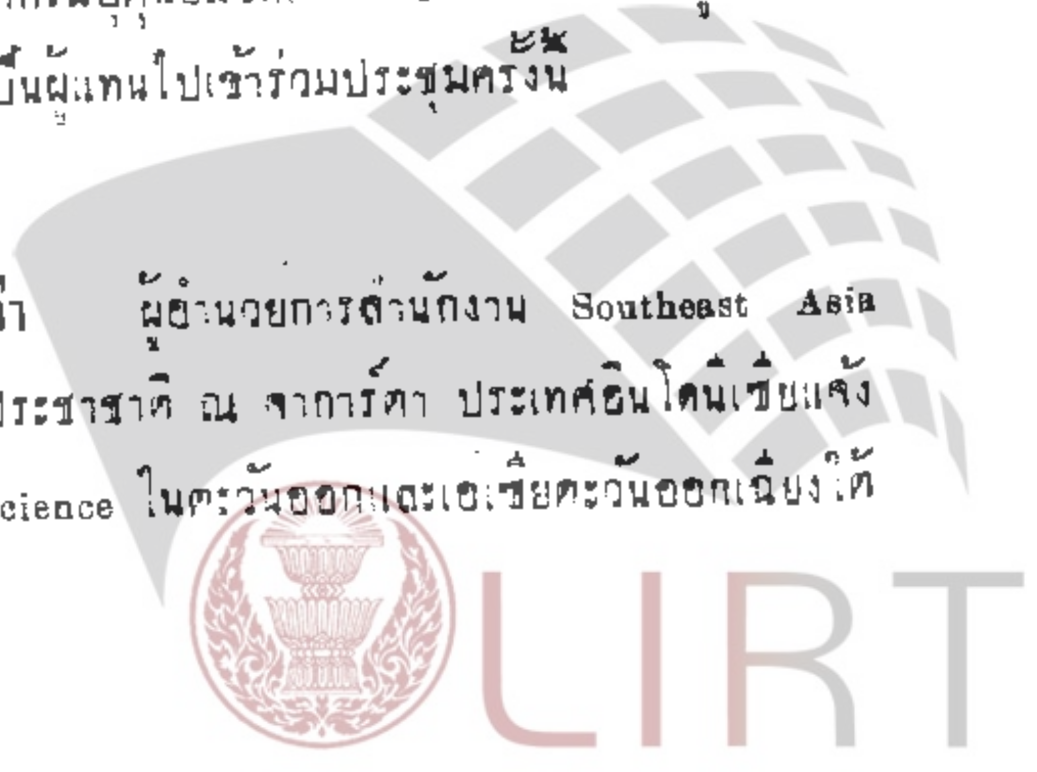 เป็นผู้แทนไปเข้าร่วมประชุมครั้งนี้
ผู้อำนวยการสำนักงาน Southeast Asia
ประชาชาติ ณ จาการ์ตา ประเทศอินโดนีเซียแจ้ง
cience ในตะวันออกและเอเซียตะวันออกเฉียงใต้
LIRT